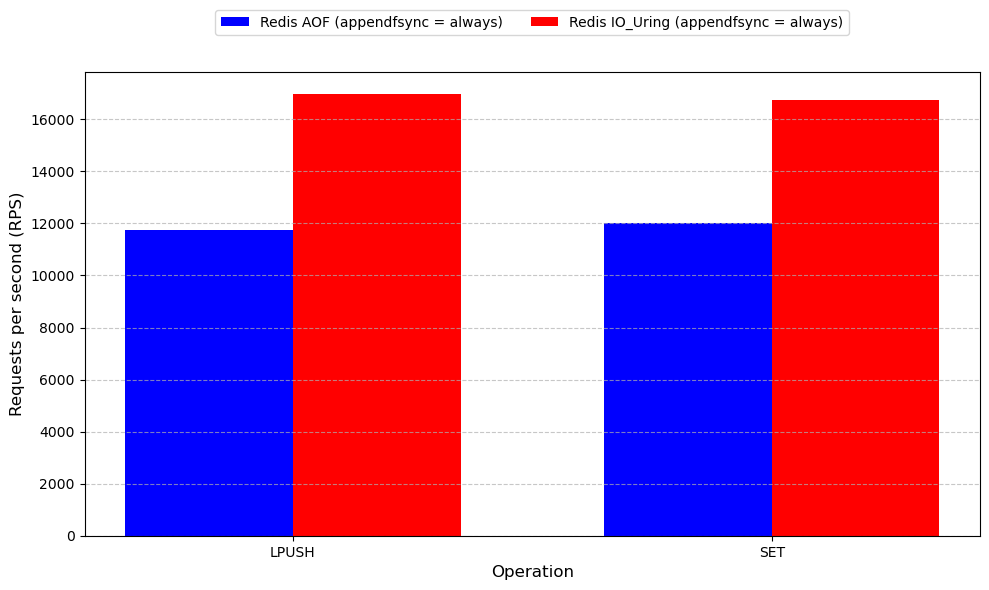 Redis AOF (appendfsync = always) Redis IO_Uring (appendfsync = always)
Requests per second (RPS)
16000
14000
12000
10000
8000
6000
4000
2000
0
LPUSH SET
Operation